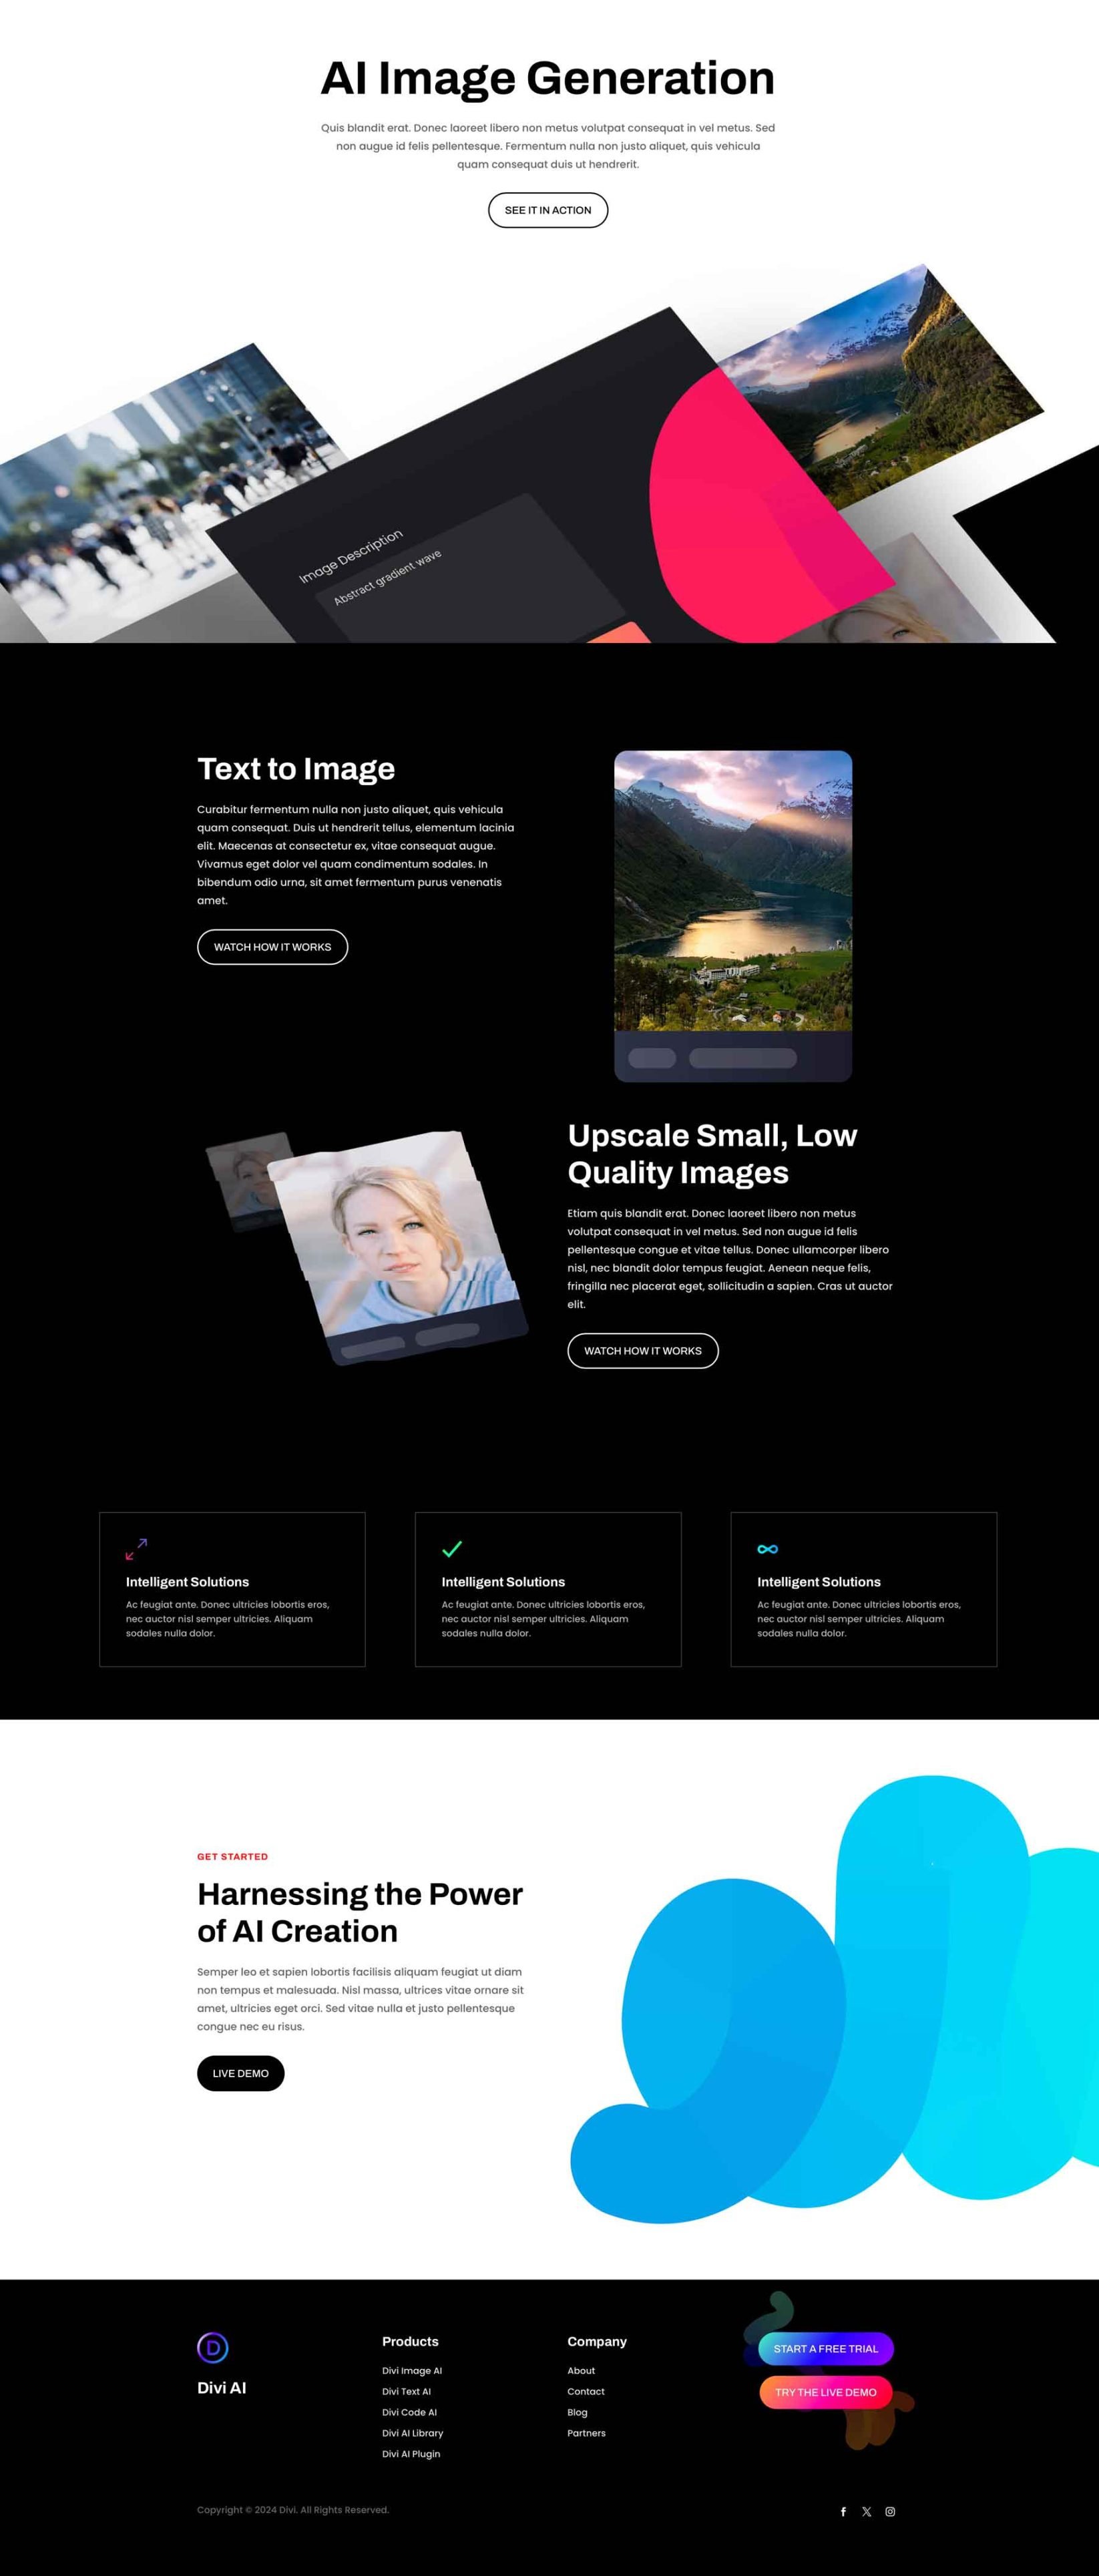 AI Image Generation
Quis blandit erat. Donec laoreet libero non metus volutpat consequat in vel metus. Sed
non augue id felis pellentesque. Fermentum nulla non justo aliquet, quis vehicula
quam consequat duis ut hendrerit.
SEE IT IN ACTION
Image Description
Abstract gradient wave
Text to Image
Curabitur fermentum nulla non justo aliquet, quis vehicula
quam consequat. Duis ut hendrerit tellus, elementum lacinia
elit. Maecenas at consectetur ex, vitae consequat augue.
Vivamus eget dolor vel quam condimentum sodales. In
bibendum odio urna, sit amet fermentum purus venenatis
amet.
WATCH HOW IT WORKS
Upscale Small, Low
Quality Images
Etiam quis blandit erat. Donec laoreet libero non metus
volutpat consequat in vel metus. Sed non augue id felis
pellentesque congue et vitae tellus. Donec ullamcorper libero
nisl, nec blandit dolor tempus feugiat. Aenean neque felis,
fringilla nec placerat eget, sollicitudin a sapien. Cras ut auctor
elit.
WATCH HOW IT WORKS
Intelligent Solutions
Ac feugiat ante. Donec ultricies lobortis eros,
nec auctor nisl semper ultricies. Aliquam
sodales nulla dolor.
Intelligent Solutions
Ac feugiat ante. Donec ultricies lobortis eros,
nec auctor nisl semper ultricies. Aliquam
sodales nulla dolor.
Intelligent Solutions
Ac feugiat ante. Donec ultricies lobortis eros,
nec auctor nisl semper ultricies. Aliquam
sodales nulla dolor.
GET STARTED
Harnessing the Power
of AI Creation
Semper leo et sapien lobortis facilisis aliquam feugiat ut diam
non tempus et malesuada. Nisl massa, ultrices vitae ornare sit
amet, ultricies eget orci. Sed vitae nulla et justo pellentesque
congue nec eu risus.
LIVE DEMO
D
Divi AI
Products
Divi Image AI
Divi Text AI
Divi Code AI
Divi AI Library
Divi AI Plugin
Company
About
Contact
Blog
Partners
START A FREE TRIAL
TRY THE LIVE DEMO
Copyright © 2024 Divi. All Rights Reserved.